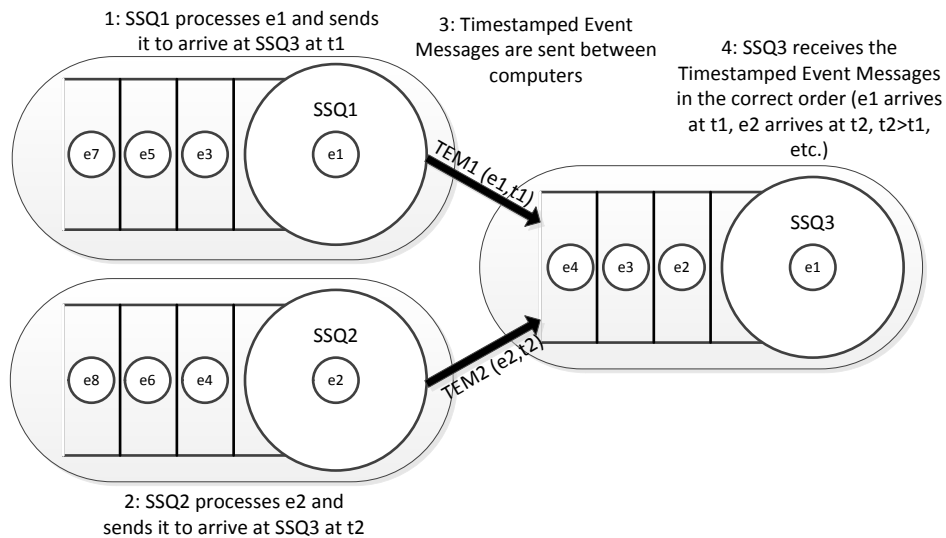 1: SSQ1 processes e1 and sends
it to arrive at SSQ3 at t1
3: Timestamped Event
Messages are sent between
computers
4: SSQ3 receives the
Timestamped Event Messages
in the correct order (e1 arrives
at t1, e2 arrives at t2, t2>t1,
etc.)
SSQ1
e7
e5
e3
e1
TEM1 (e1,t1)
SSQ2
e8
e6
e4
e2
TEM2 (e2,t2)
SSQ3
e4
e3
e2
e1
2: SSQ2 processes e2 and
sends it to arrive at SSQ3 at t2